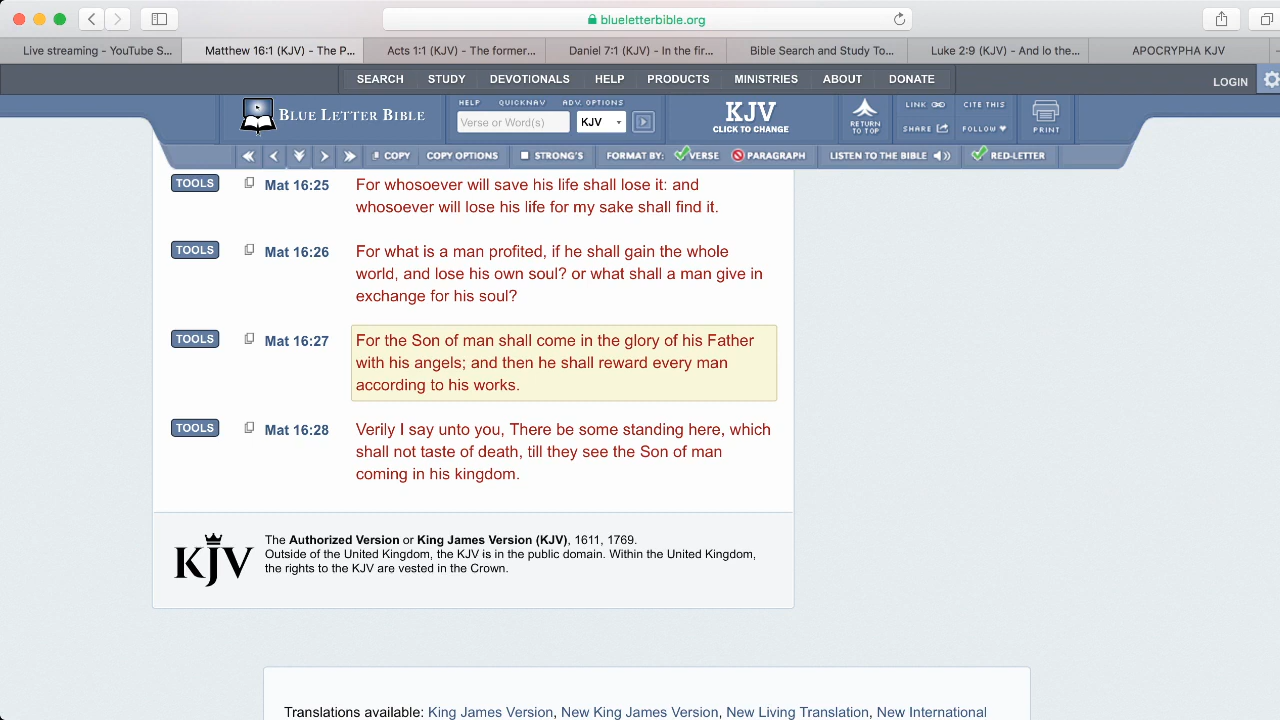 blueletterbible.org
Live streaming - YouTube S...
Matthew 16:1 (KJV) - The P...
Acts 1:1 (KJV) - The former...
Daniel 7:1 (KJV) - In the fir...
Bible Search and Study To...
Luke 2:9 (KJV) - And lo the...
APOCRYPHA KJV
SEARCH STUDY DEVOTIONALS HELP PRODUCTS MINISTRIES ABOUT DONATE
LOGIN
BLUE LETTER BIBLE
HELP QUICKNAV ADV. OPTIONS
Verse or Word(s) KJV
KJV
CLICK TO CHANGE
RETURN
TO TOP
LINK CITE THIS
SHARE FOLLOW
PRINT
COPY COPY OPTIONS STRONG'S FORMAT BY: VERSE PARAGRAPH LISTEN TO THE BIBLE RED-LETTER
TOOLS Mat 16:25 For whosoever will save his life shall lose it: and
whosoever will lose his life for my sake shall find it.
TOOLS Mat 16:26 For what is a man profited, if he shall gain the whole
world, and lose his own soul? or what shall a man give in
exchange for his soul?
TOOLS Mat 16:27 For the Son of man shall come in the glory of his Father
with his angels; and then he shall reward every man
according to his works.
TOOLS Mat 16:28 Verily I say unto you, There be some standing here, which
shall not taste of death, till they see the Son of man
coming in his kingdom.
KJV
The Authorized Version or King James Version (KJV), 1611, 1769.
Outside of the United Kingdom, the KJV is in the public domain. Within the United Kingdom,
the rights to the KJV are vested in the Crown.
Translations available: King James Version, New King James Version, New Living Translation, New International